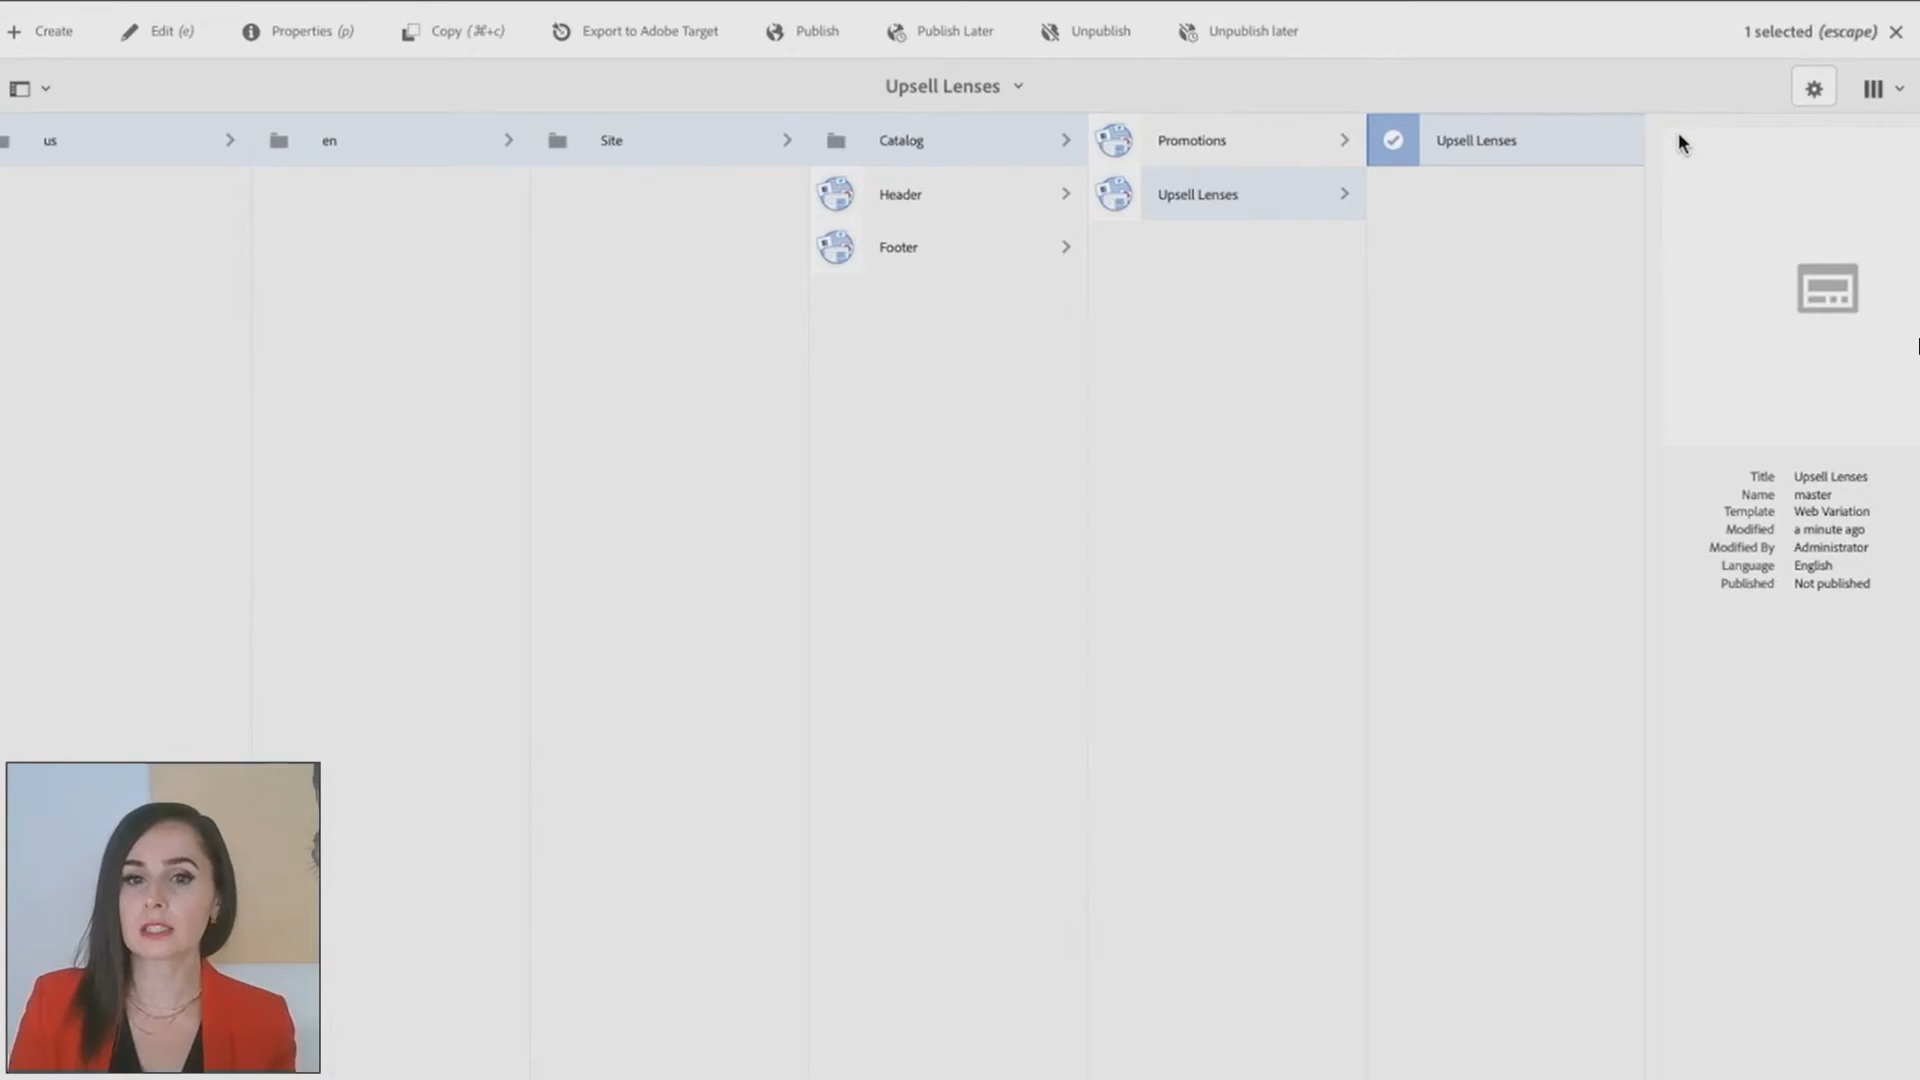 Create Edit (e) Properties (p) Copy (⌘+c) Export to Adobe Target Publish Publish Later Unpublish Unpublish later 1 selected (escape)
Upsell Lenses
us en Site Catalog Promotions Upsell Lenses
Header Upsell Lenses
Footer
Title Upsell Lenses
Name master
Template Web Variation
Modified a minute ago
Modified By Administrator
Language English
Published Not published